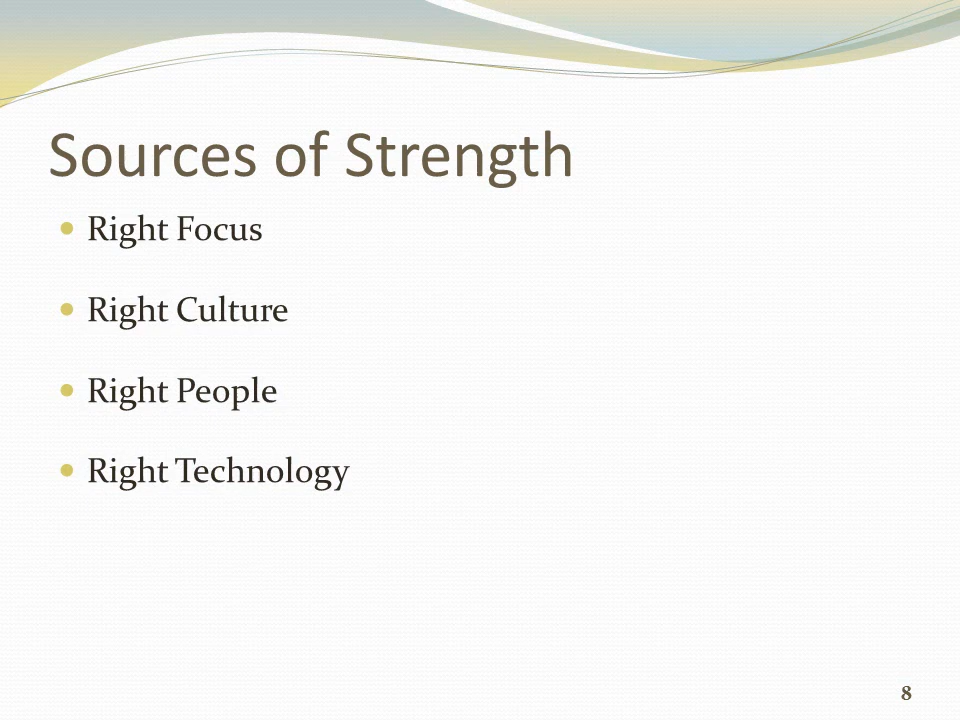 Sources of Strength
Right Focus
Right Culture
Right People
Right Technology
8